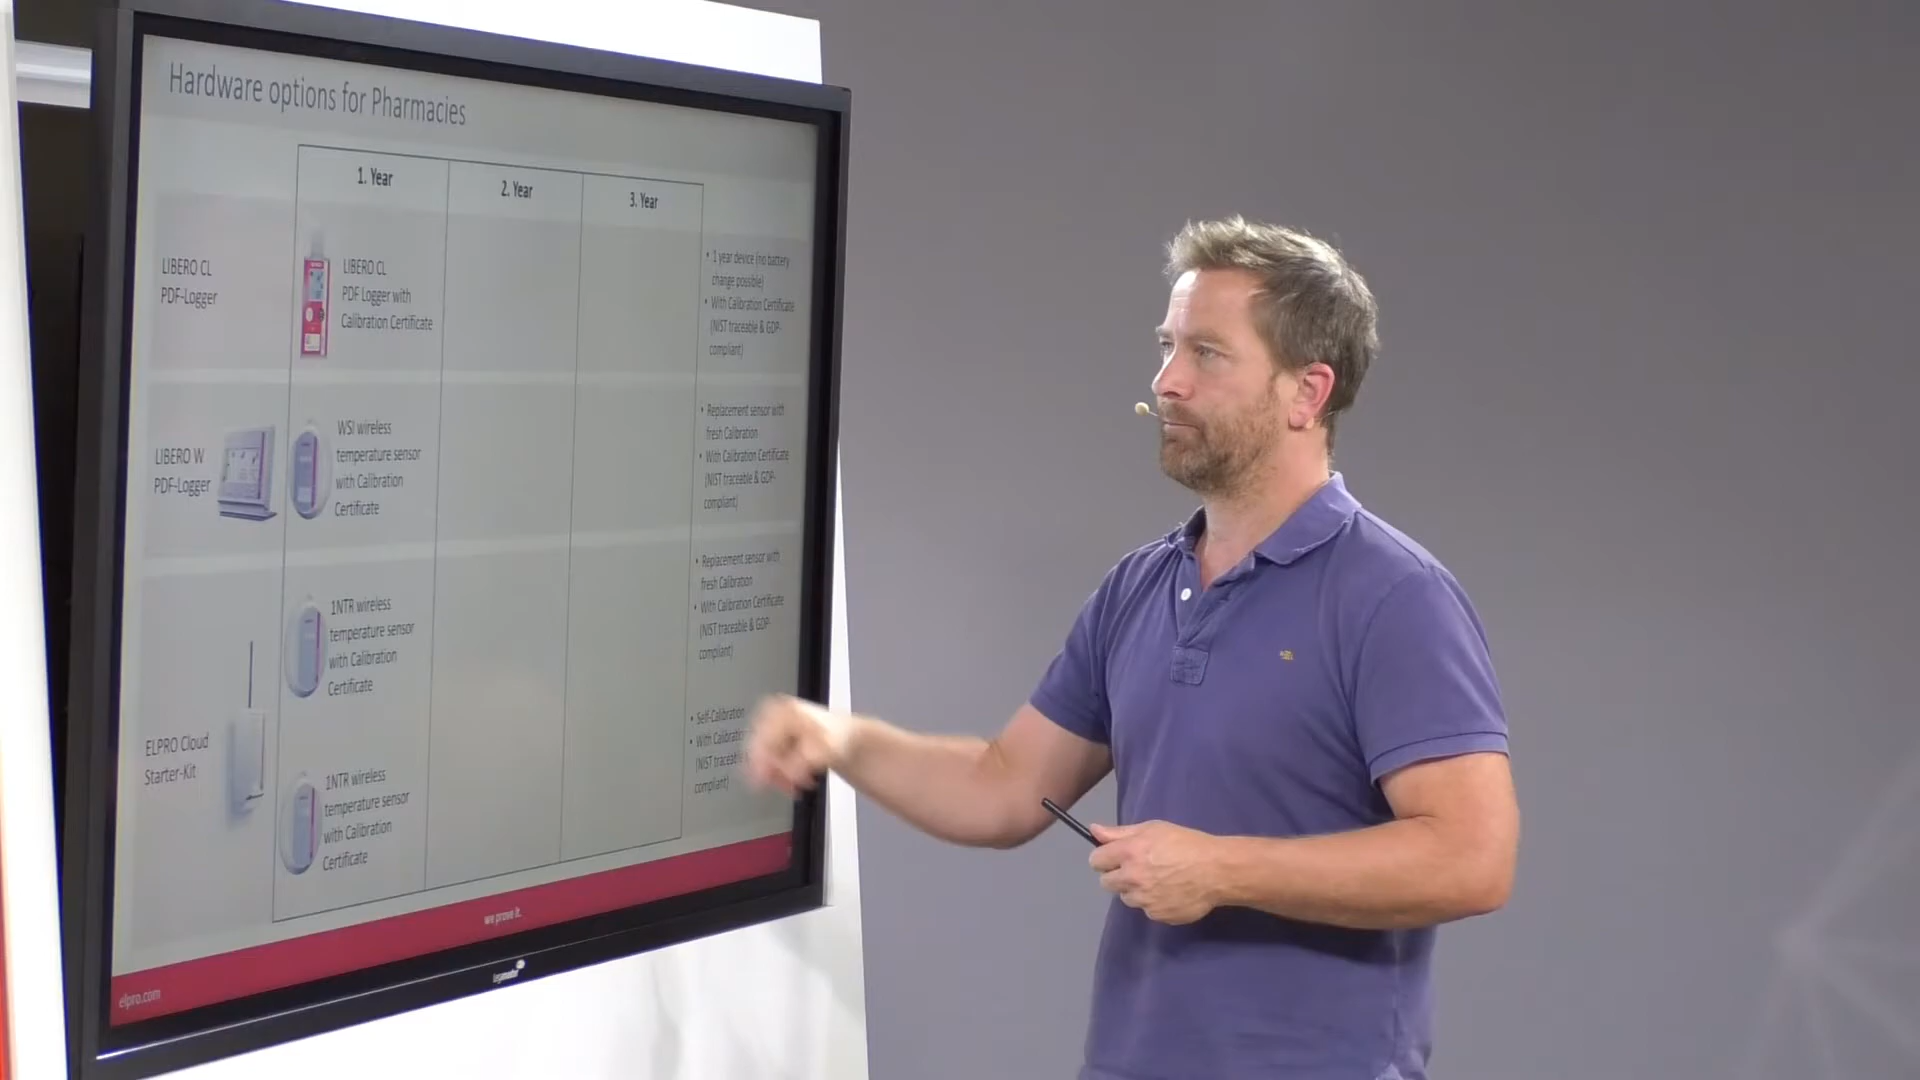 Hardware options for Pharmacies
1. Year
2. Year
3. Year
LIBERO CL
PDF-Logger
LIBERO CL
PDF Logger with
Calibration Certificate
• 1 year device (no battery
change possible)
• With Calibration Certificate
(NIST traceable & GDP-
compliant)
LIBERO W
PDF-Logger
WSI wireless
temperature sensor
with Calibration
Certificate
• Replacement sensor with
fresh Calibration
• With Calibration Certificate
(NIST traceable & GDP-
compliant)
1NTR wireless
temperature sensor
with Calibration
Certificate
• Replacement sensor with
fresh Calibration
• With Calibration Certificate
(NIST traceable & GDP-
compliant)
ELPRO Cloud
Starter-Kit
1NTR wireless
temperature sensor
with Calibration
Certificate
• Self-Calibration
• With
(NIST
compliant)
we prove it.
elpro.com
legamaster